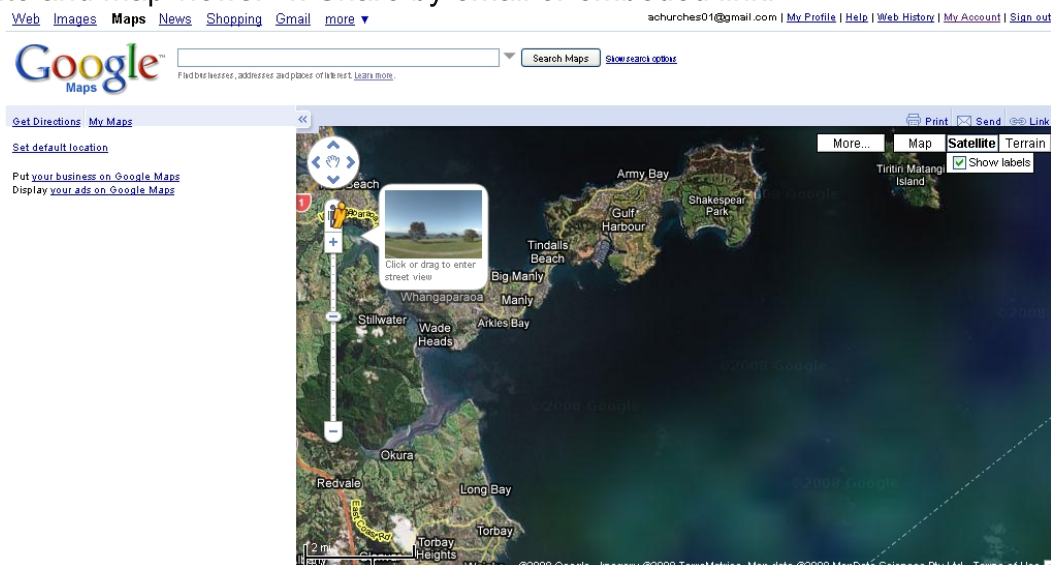 Web Images Maps News Shopping Gmail more ▼
achurches01@gmail.com | My Profile | Help | Web History | My Account | Sign out
Google Maps
Search Maps
Show search options
Find businesses, addresses and places of interest. Learn more.
Get Directions My Maps
« Print Send Link
Set default location
Put your business on Google Maps
Display your ads on Google Maps
More... Map Satellite Terrain
Show labels
Army Bay
Tiritiri Matangi
Island
Shakespear
Park
Gulf
Harbour
1
Click or drag to enter
street view
Tindalls
Beach
Big Manly
Whangaparaoa
Manly
Stillwater
Arkles Bay
Wade
Heads
©2008 Google
©2008 Google
©2008 Google
Okura
Redvale
Long Bay
East Coast Rd
Torbay
Torbay
Heights
2 mi